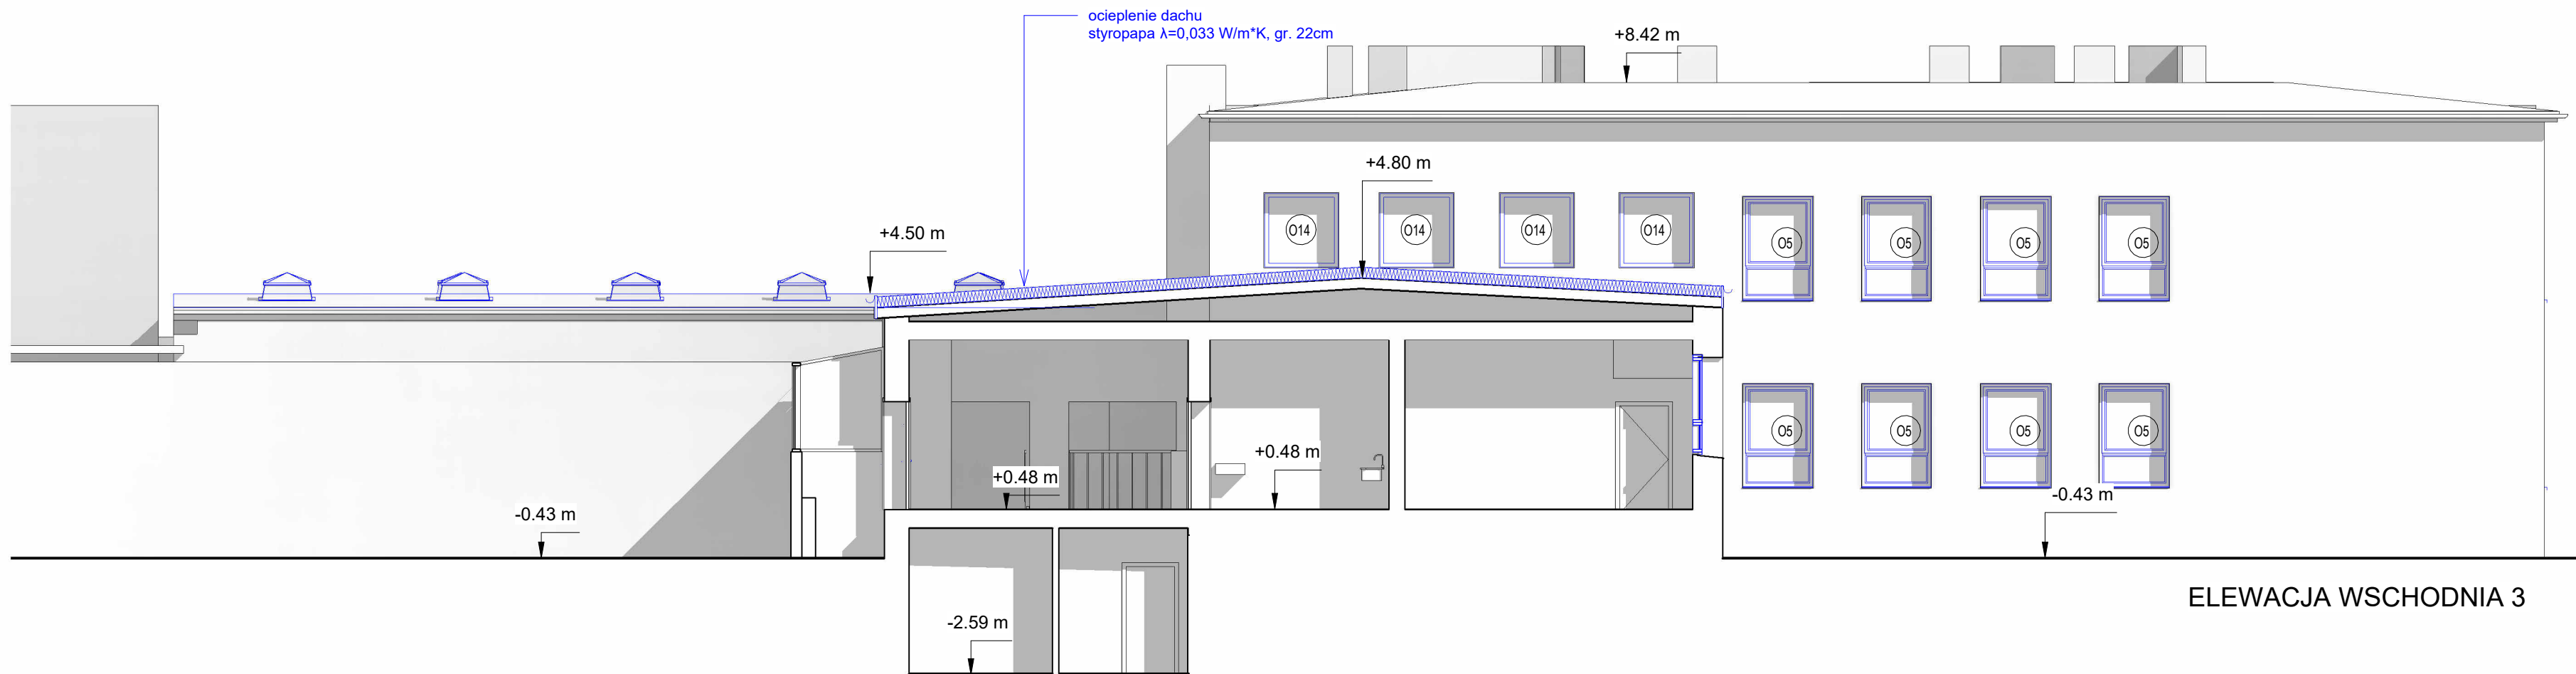 ocieplenie dachu
styropapa λ=0,033 W/m*K, gr. 22cm
+8.42 m
+4.80 m
+4.50 m
O14
O14
O14
O14
O5
O5
O5
O5
O5
O5
O5
O5
+0.48 m
+0.48 m
-0.43 m
-0.43 m
ELEWACJA WSCHODNIA 3
-2.59 m